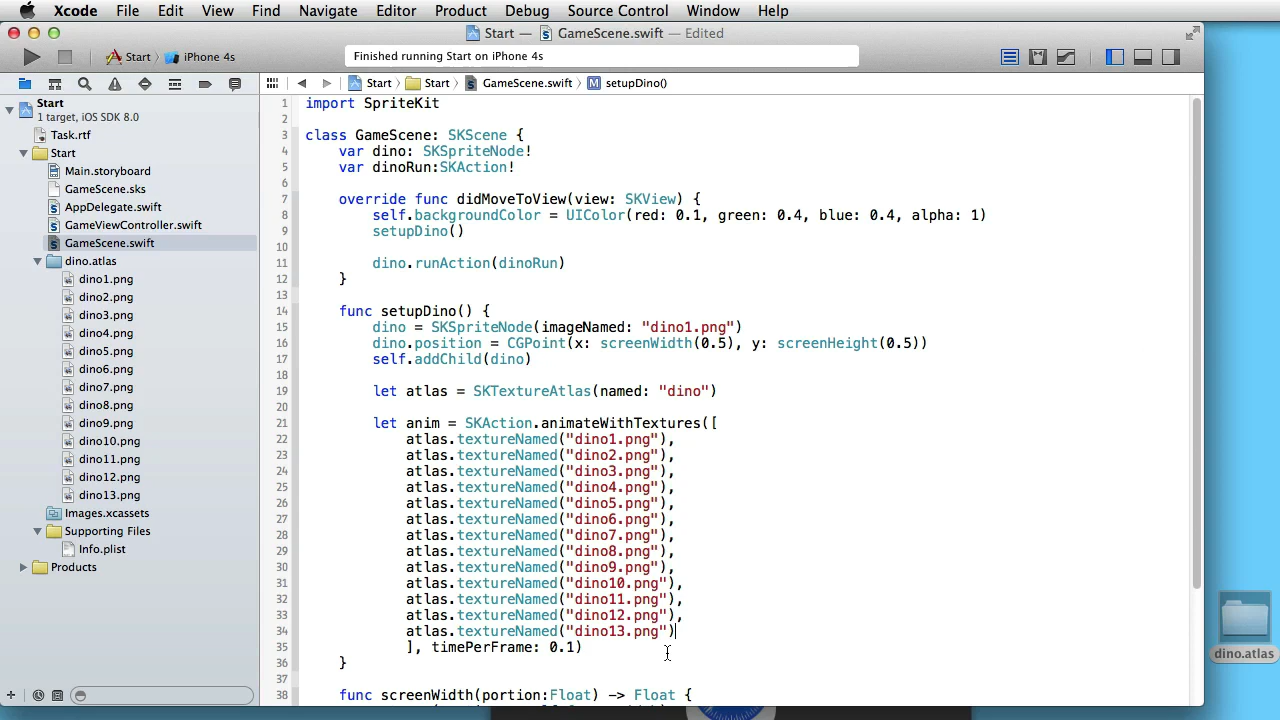 Xcode File Edit View Find Navigate Editor Product Debug Source Control Window Help
Start — GameScene.swift — Edited
Start iPhone 4s Finished running Start on iPhone 4s
Start Start GameScene.swift M setupDino()
Start
1 target, iOS SDK 8.0
Task.rtf
Start
Main.storyboard
GameScene.sks
AppDelegate.swift
GameViewController.swift
GameScene.swift
dino.atlas
dino1.png
dino2.png
dino3.png
dino4.png
dino5.png
dino6.png
dino7.png
dino8.png
dino9.png
dino10.png
dino11.png
dino12.png
dino13.png
Images.xcassets
Supporting Files
Info.plist
Products
1 import SpriteKit
2
3 class GameScene: SKScene {
4 var dino: SKSpriteNode!
5 var dinoRun:SKAction!
6
7 override func didMoveToView(view: SKView) {
8 self.backgroundColor = UIColor(red: 0.1, green: 0.4, blue: 0.4, alpha: 1)
9 setupDino()
10
11 dino.runAction(dinoRun)
12 }
13
14 func setupDino() {
15 dino = SKSpriteNode(imageNamed: "dino1.png")
16 dino.position = CGPoint(x: screenWidth(0.5), y: screenHeight(0.5))
17 self.addChild(dino)
18
19 let atlas = SKTextureAtlas(named: "dino")
20
21 let anim = SKAction.animateWithTextures([
22 atlas.textureNamed("dino1.png"),
23 atlas.textureNamed("dino2.png"),
24 atlas.textureNamed("dino3.png"),
25 atlas.textureNamed("dino4.png"),
26 atlas.textureNamed("dino5.png"),
27 atlas.textureNamed("dino6.png"),
28 atlas.textureNamed("dino7.png"),
29 atlas.textureNamed("dino8.png"),
30 atlas.textureNamed("dino9.png"),
31 atlas.textureNamed("dino10.png"),
32 atlas.textureNamed("dino11.png"),
33 atlas.textureNamed("dino12.png"),
34 atlas.textureNamed("dino13.png")
35 ], timePerFrame: 0.1)
36 }
37
38 func screenWidth(portion:Float) -> Float {
dino.atlas